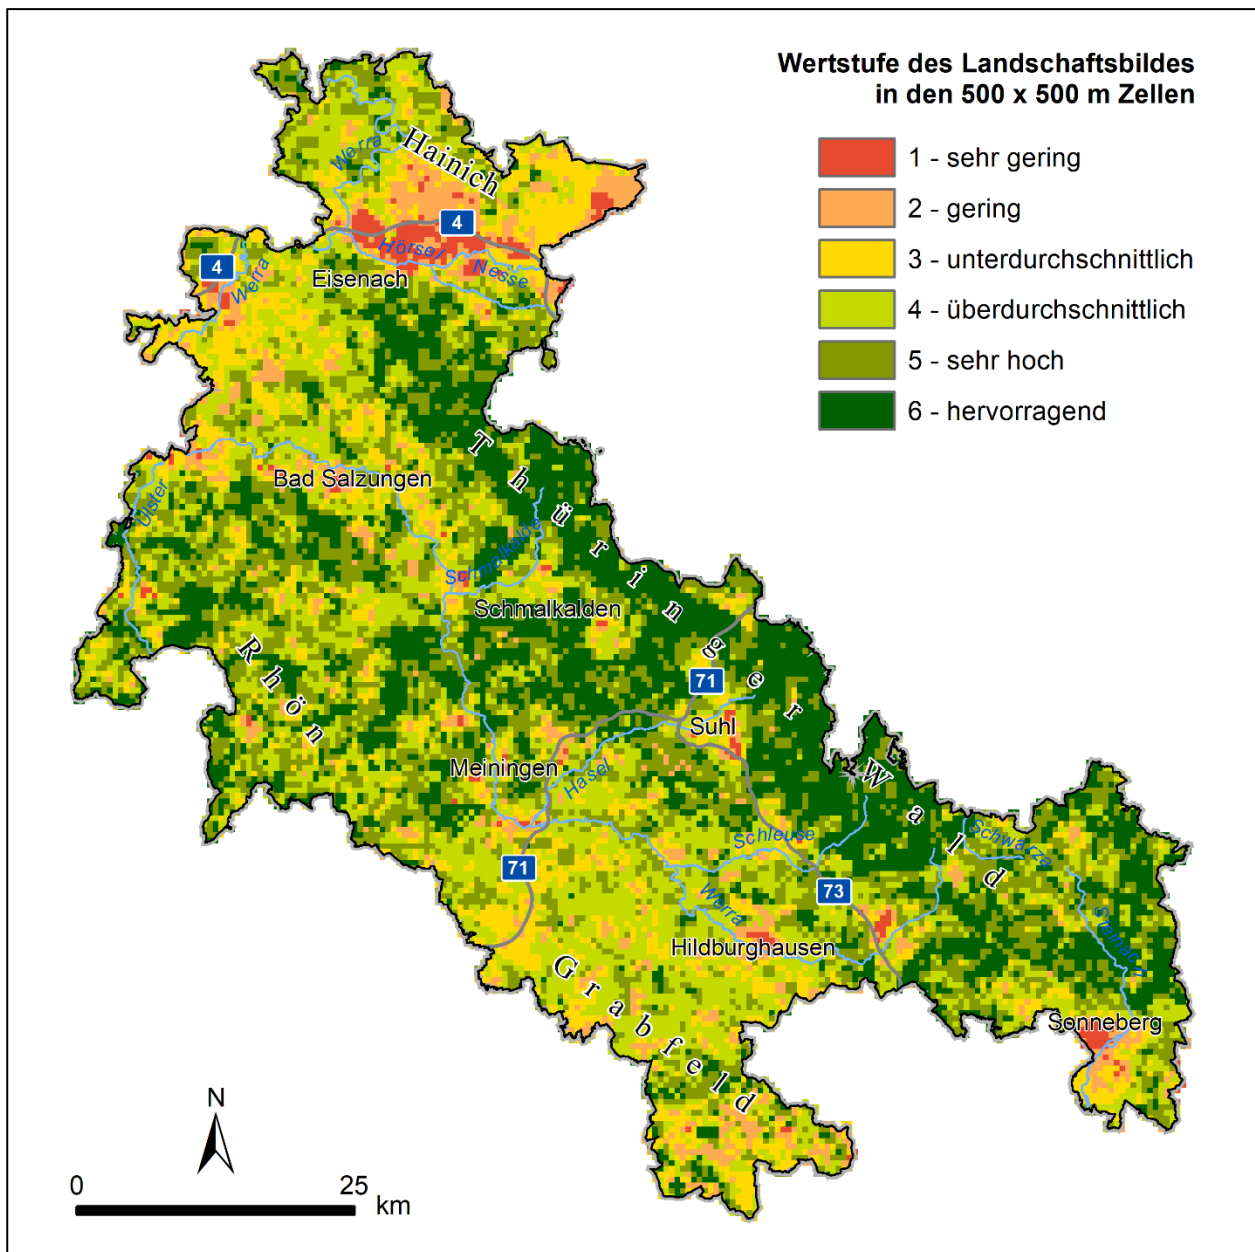 Wertstufe des Landschaftsbildes
in den 500 x 500 m Zellen
1 - sehr gering
2 - gering
3 - unterdurchschnittlich
4 - überdurchschnittlich
5 - sehr hoch
6 - hervorragend
Werra
Hainich
4
Hörsel
Nesse
4
Werra
Eisenach
Thüringer Wald
Bad Salzungen
Ulster
Schmalkalde
Schmalkalden
Rhön
71
Suhl
Meiningen
Hasel
Schleuse
Schwarza
71
73
Werra
Steinach
Hildburghausen
Grabfeld
Sonneberg
N
0 25
km